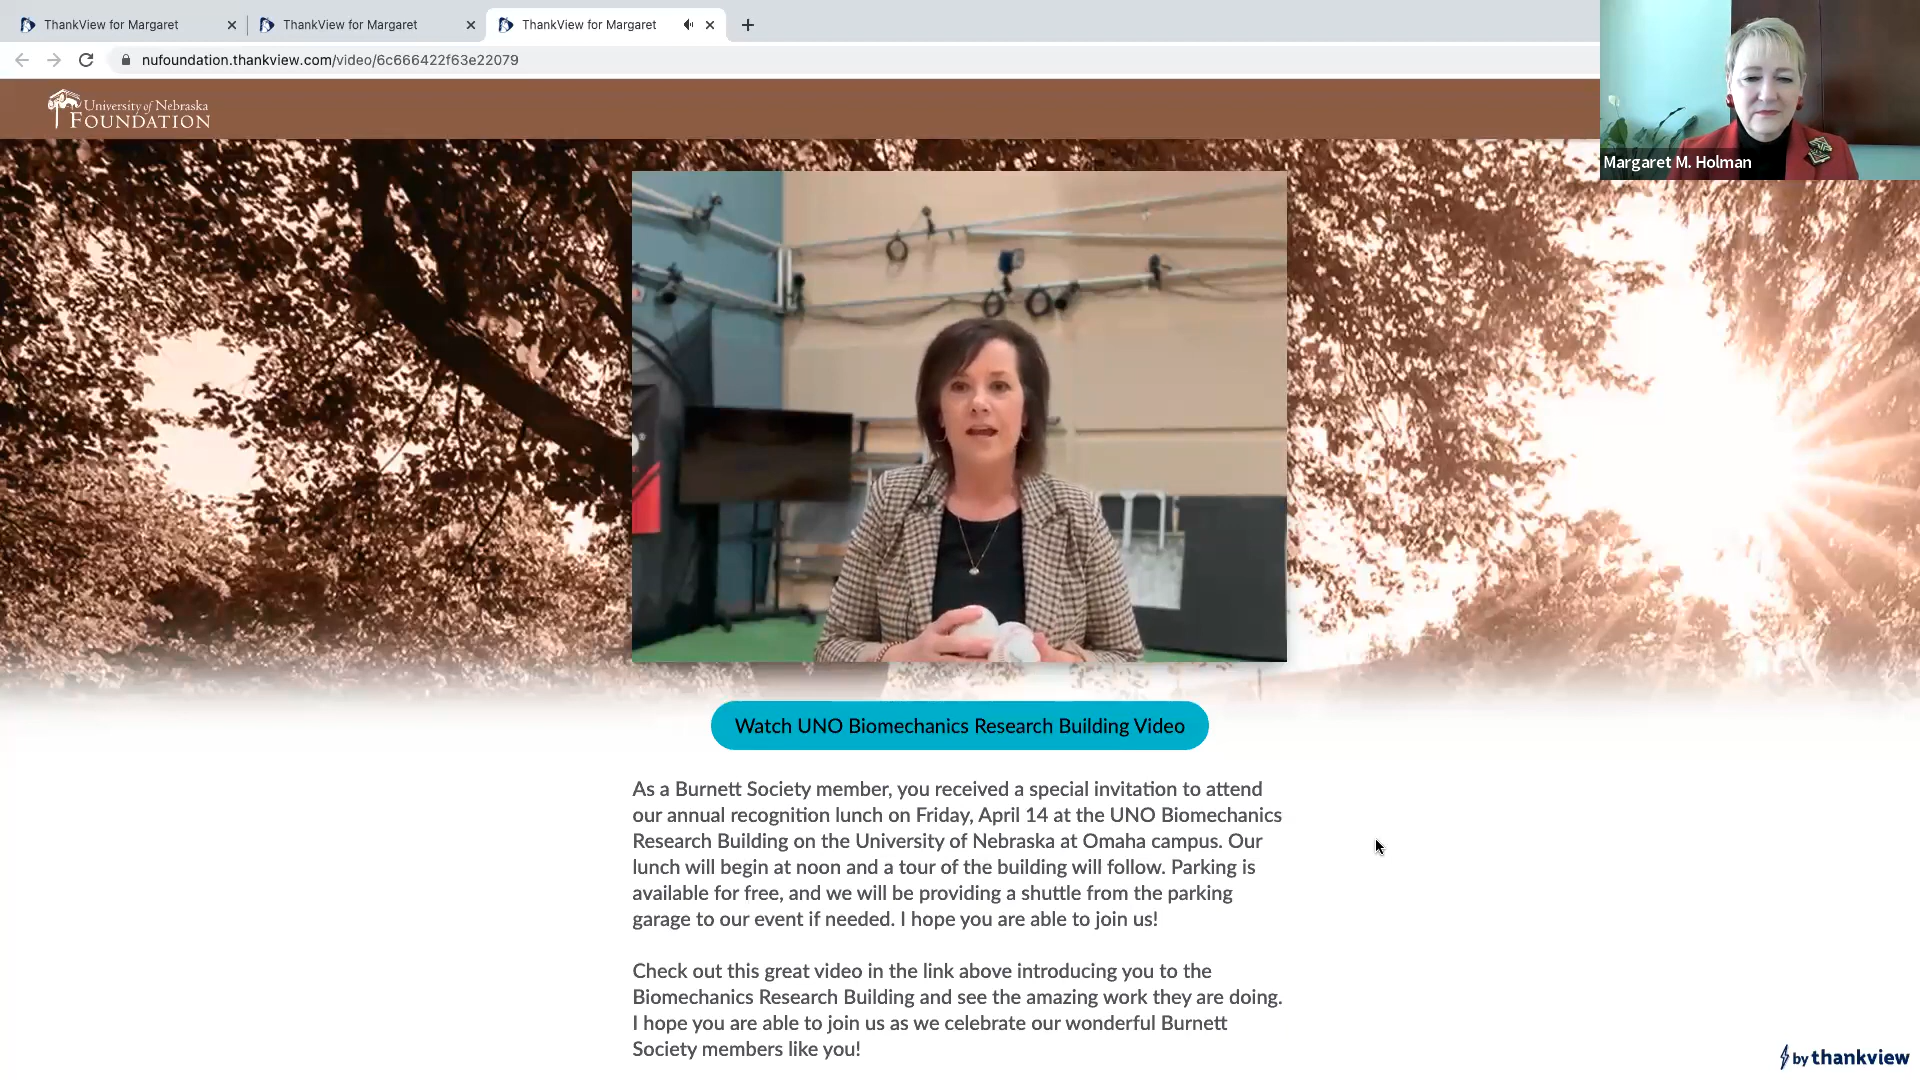 ThankView for Margaret
ThankView for Margaret
ThankView for Margaret
nufoundation.thankview.com/video/6c666422f63e22079
University of Nebraska
FOUNDATION
Margaret M. Holman
Watch UNO Biomechanics Research Building Video
As a Burnett Society member, you received a special invitation to attend
our annual recognition lunch on Friday, April 14 at the UNO Biomechanics
Research Building on the University of Nebraska at Omaha campus. Our
lunch will begin at noon and a tour of the building will follow. Parking is
available for free, and we will be providing a shuttle from the parking
garage to our event if needed. I hope you are able to join us!
Check out this great video in the link above introducing you to the
Biomechanics Research Building and see the amazing work they are doing.
I hope you are able to join us as we celebrate our wonderful Burnett
Society members like you!
by thankview